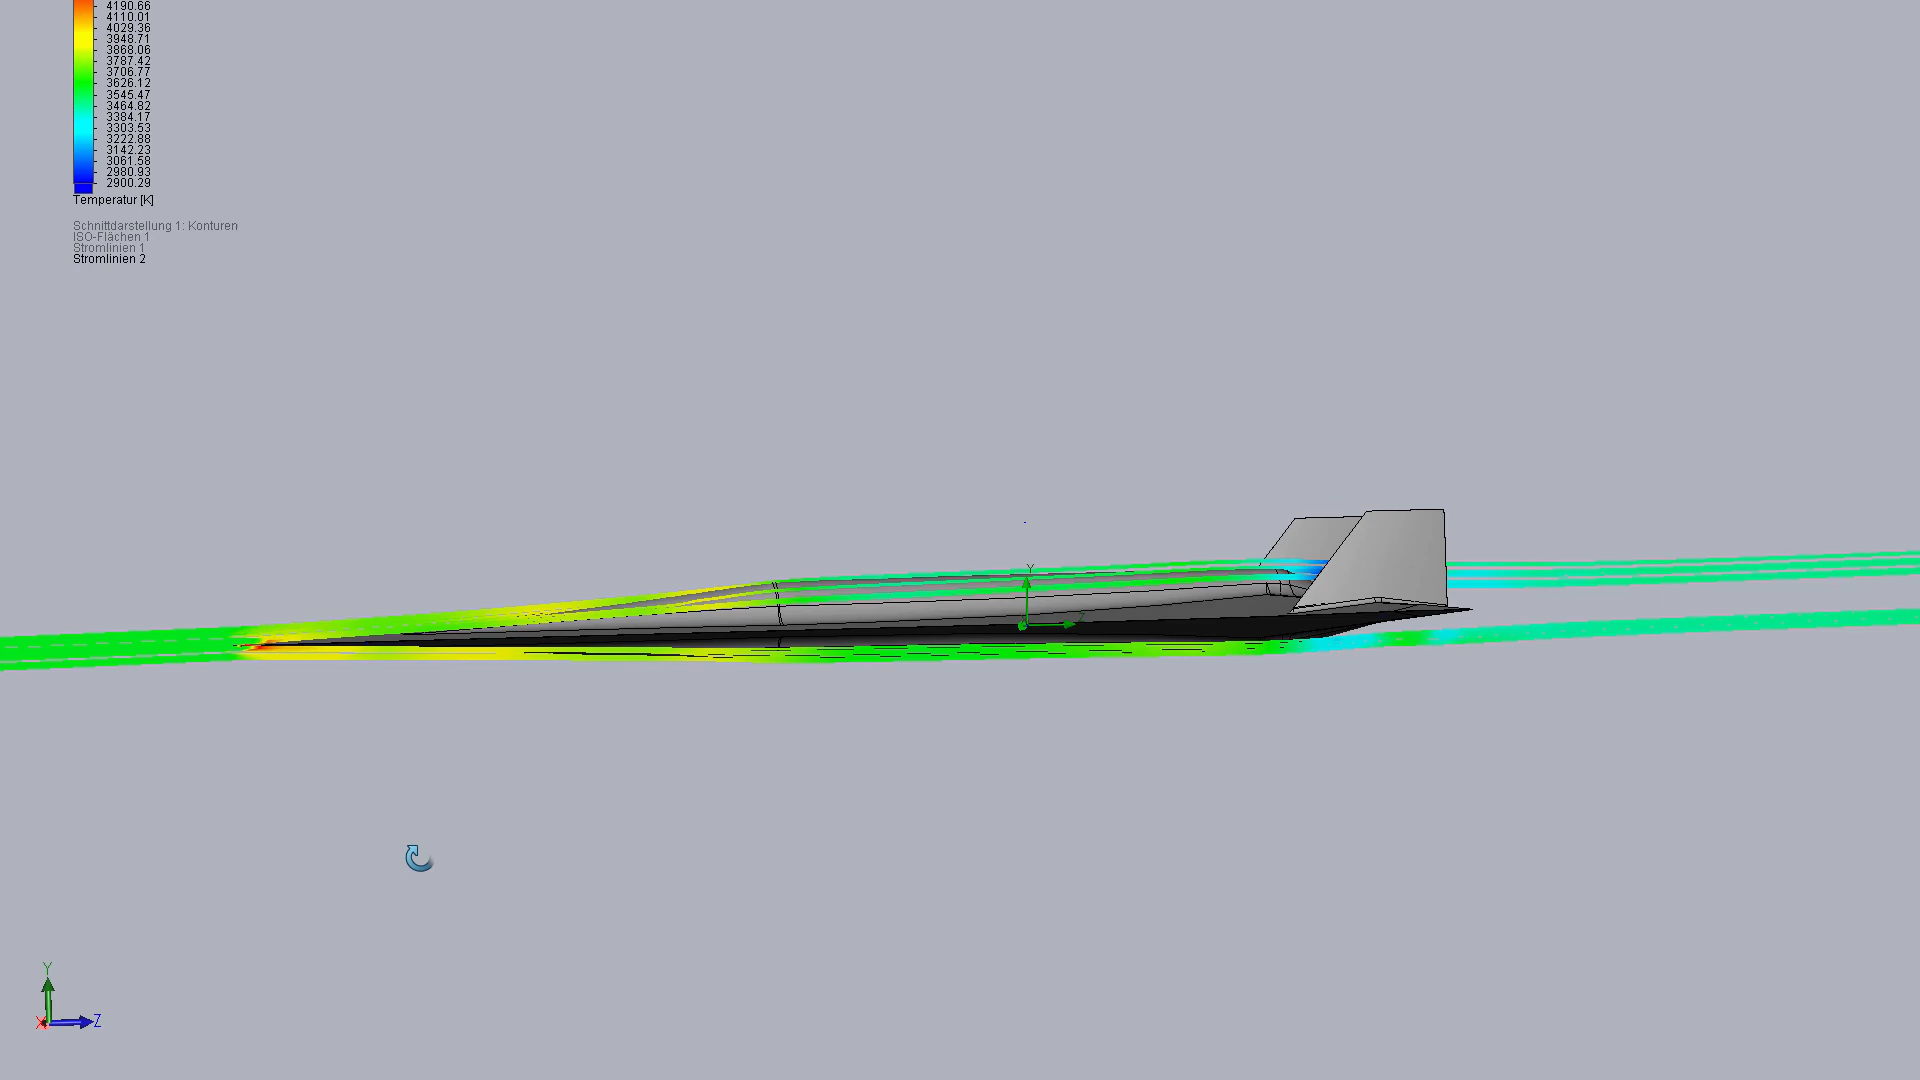 4190.66
4110.01
4029.36
3948.71
3868.06
3787.42
3706.77
3626.12
3545.47
3464.82
3384.17
3303.53
3222.88
3142.23
3061.58
2980.93
2900.29
Temperatur [K]
Schnittdarstellung 1: Konturen
ISO-Flächen 1
Stromlinien 1
Stromlinien 2
Y
Y
X
Z